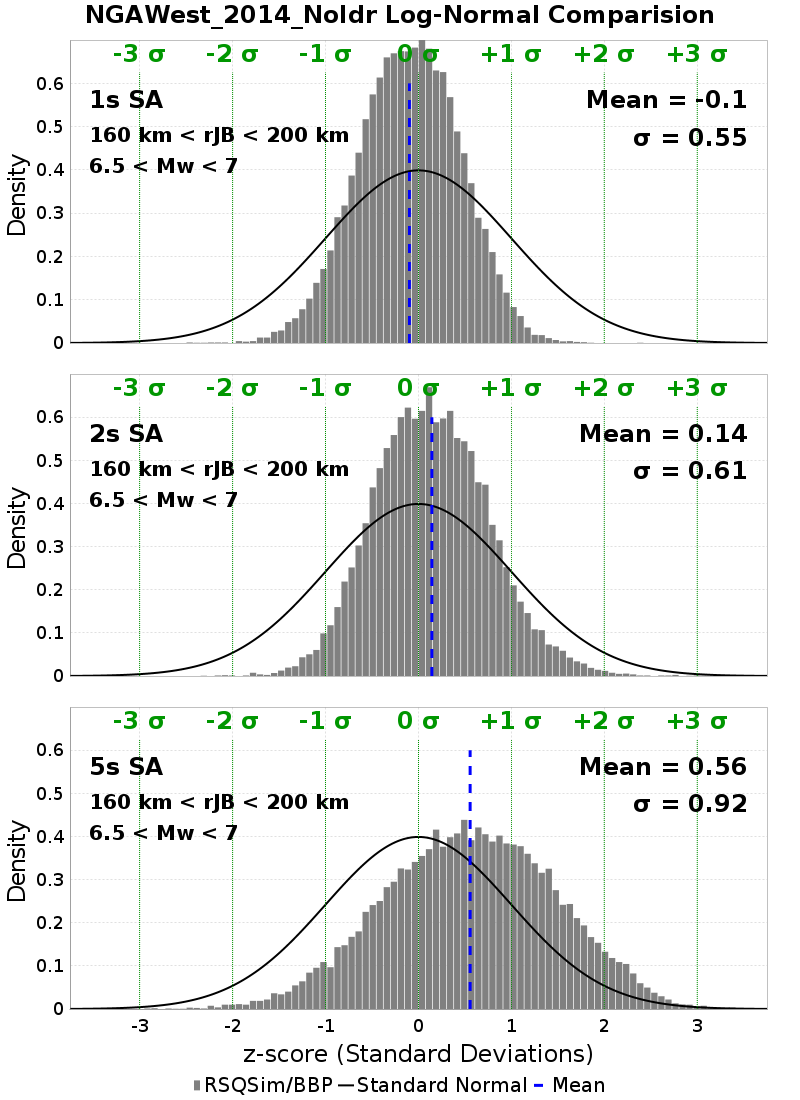 NGAWest_2014_NoIdr Log-Normal Comparision
-3 σ -2 σ -1 σ 0 σ +1 σ +2 σ +3 σ
1s SA
160 km < rJB < 200 km
6.5 < Mw < 7
Mean = -0.1
σ = 0.55
Density
0.6
0.5
0.4
0.3
0.2
0.1
0
-3 σ -2 σ -1 σ 0 σ +1 σ +2 σ +3 σ
2s SA
160 km < rJB < 200 km
6.5 < Mw < 7
Mean = 0.14
σ = 0.61
Density
0.6
0.5
0.4
0.3
0.2
0.1
0
-3 σ -2 σ -1 σ 0 σ +1 σ +2 σ +3 σ
5s SA
160 km < rJB < 200 km
6.5 < Mw < 7
Mean = 0.56
σ = 0.92
Density
0.6
0.5
0.4
0.3
0.2
0.1
0
-3 -2 -1 0 1 2 3
z-score (Standard Deviations)
RSQSim/BBP Standard Normal Mean